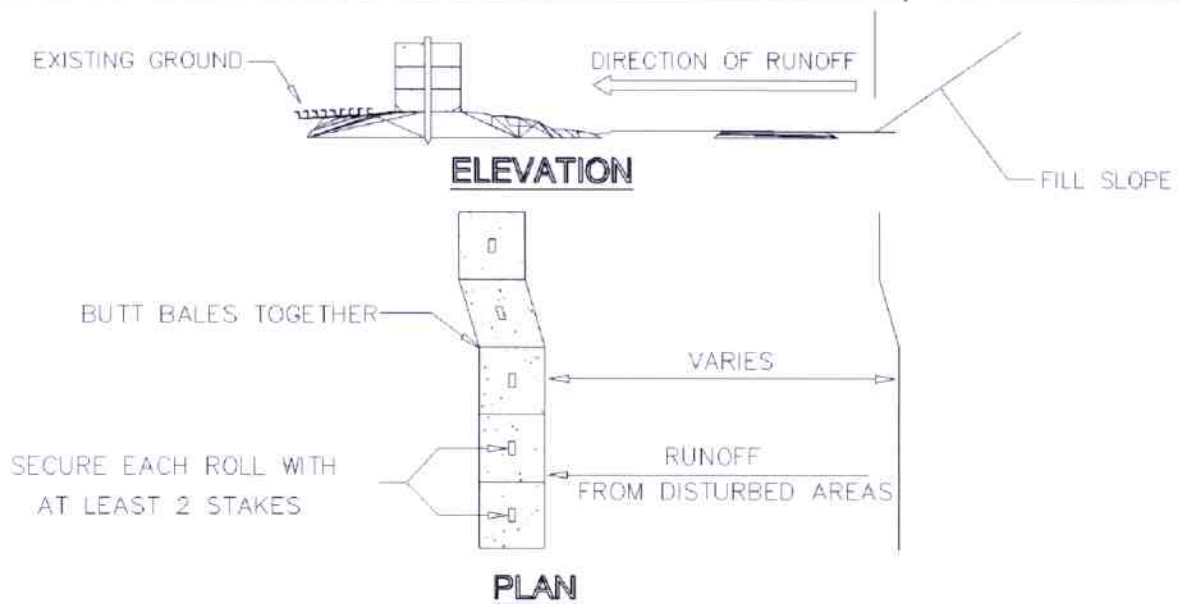 EXISTING GROUND
DIRECTION OF RUNOFF
ELEVATION
FILL SLOPE
BUTT BALES TOGETHER
VARIES
SECURE EACH ROLL WITH
AT LEAST 2 STAKES
RUNOFF
FROM DISTURBED AREAS
PLAN